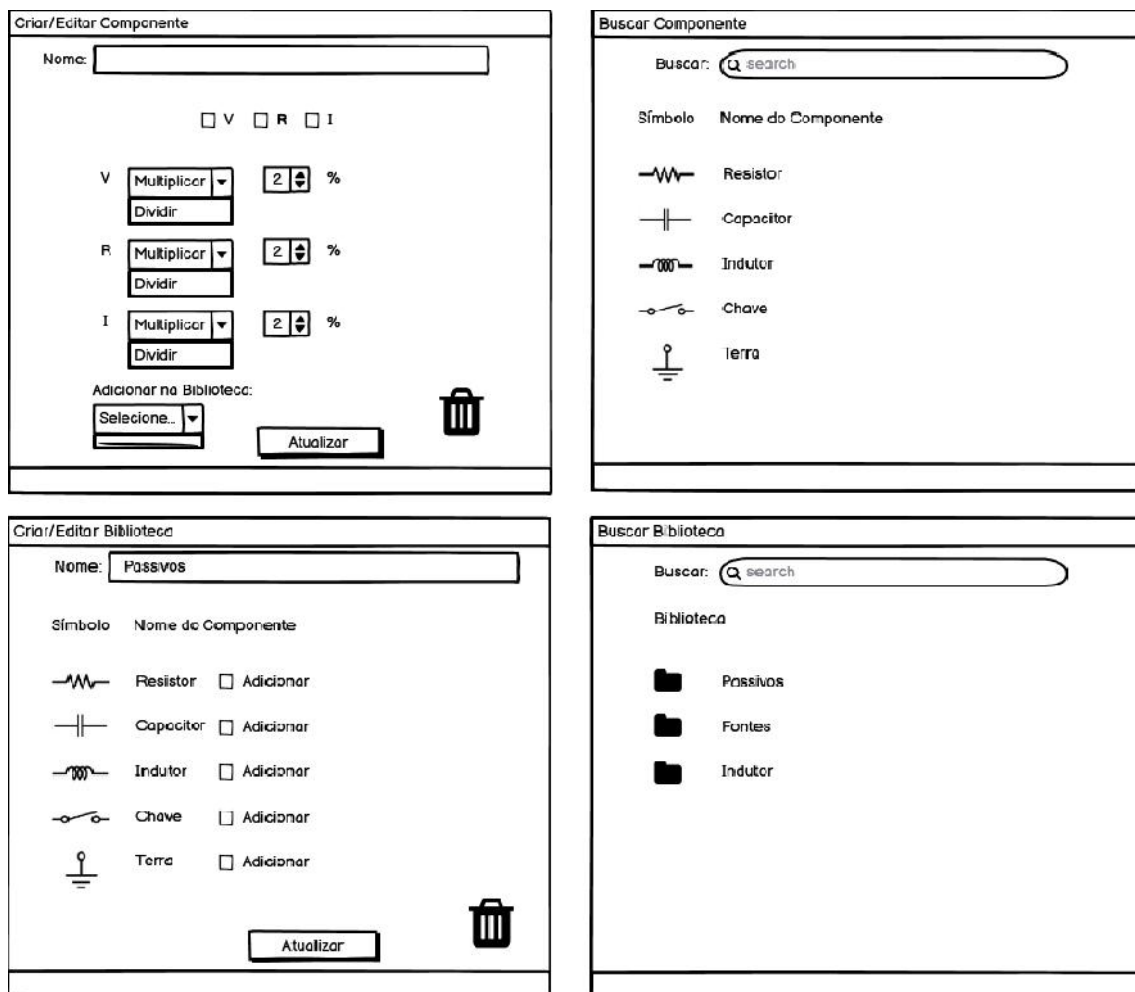 Criar/Editar Componente
Nome:
V R I
V Multiplicar 2 %
Dividir
R Multiplicar 2 %
Dividir
I Multiplicar 2 %
Dividir
Adicionar na Biblioteca:
Selecione...
Atualizar
Buscar Componente
Buscar: search
Símbolo Nome do Componente
Resistor
Capacitor
Indutor
Chave
Terra
Criar/Editar Biblioteca
Nome: Passivos
Símbolo Nome do Componente
Resistor Adicionar
Capacitor Adicionar
Indutor Adicionar
Chave Adicionar
Terra Adicionar
Atualizar
Buscar Biblioteca
Buscar: search
Biblioteca
Passivos
Fontes
Indutor